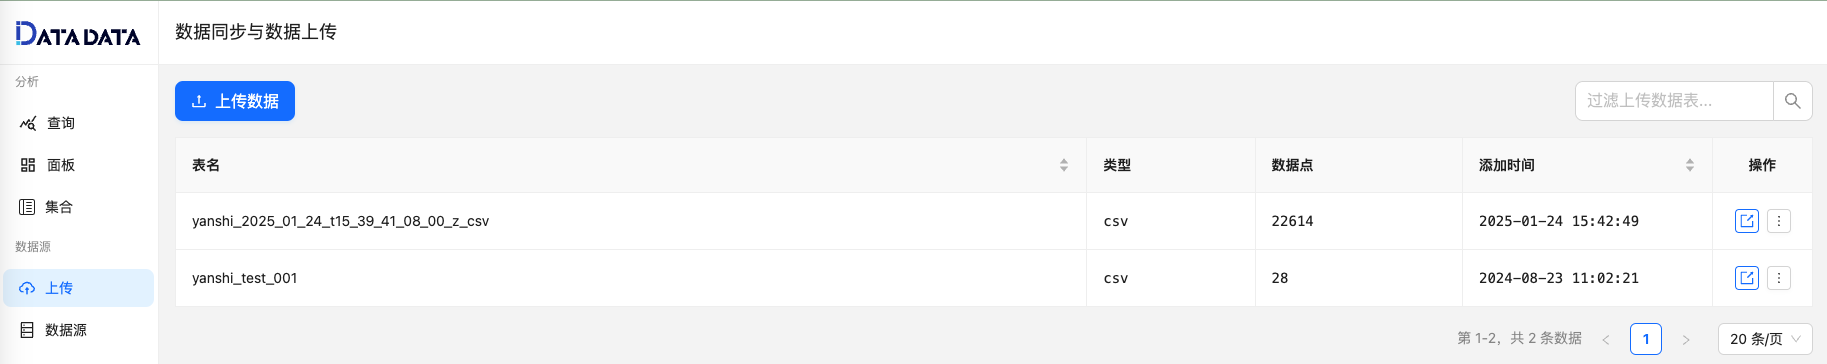 DATA DATA
数据同步与数据上传
分析
查询
面板
集合
数据源
上传
数据源
上传数据
过滤上传数据表...
表名 类型 数据点 添加时间 操作
yanshi_2025_01_24_t15_39_41_08_00_z_csv csv 22614 2025-01-24 15:42:49
yanshi_test_001 csv 28 2024-08-23 11:02:21
第 1-2，共 2 条数据 < 1 > 20 条/页